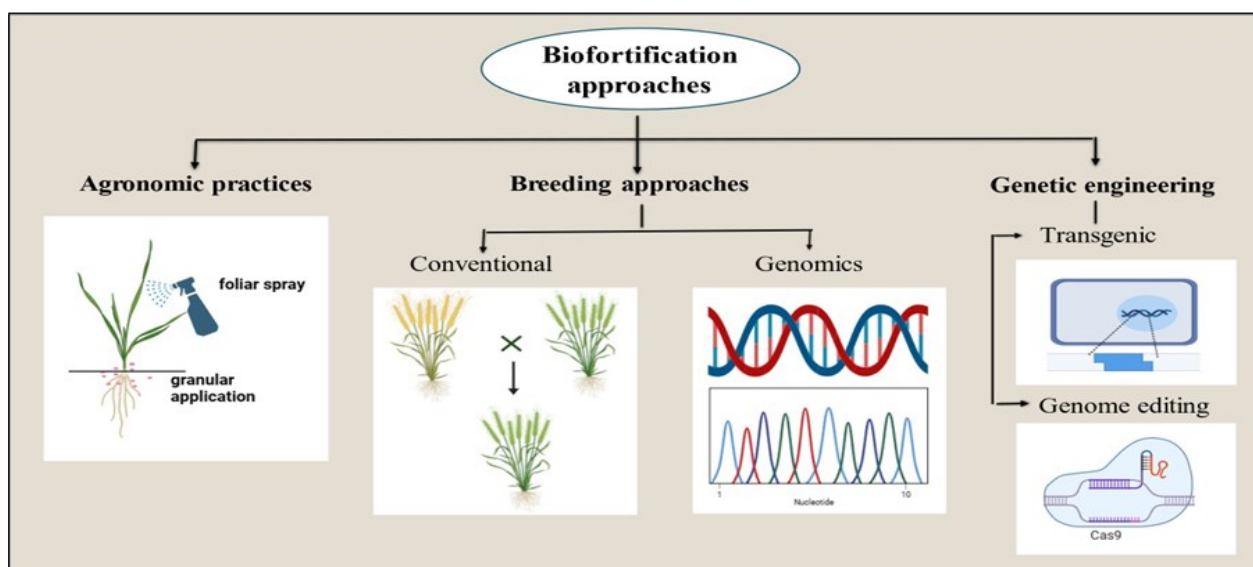 Biofortification
approaches
Agronomic practices
Breeding approaches
Genetic engineering
Conventional
Genomics
Transgenic
foliar spray
granular
application
1
10
Nucleotide
Genome editing
Cas9